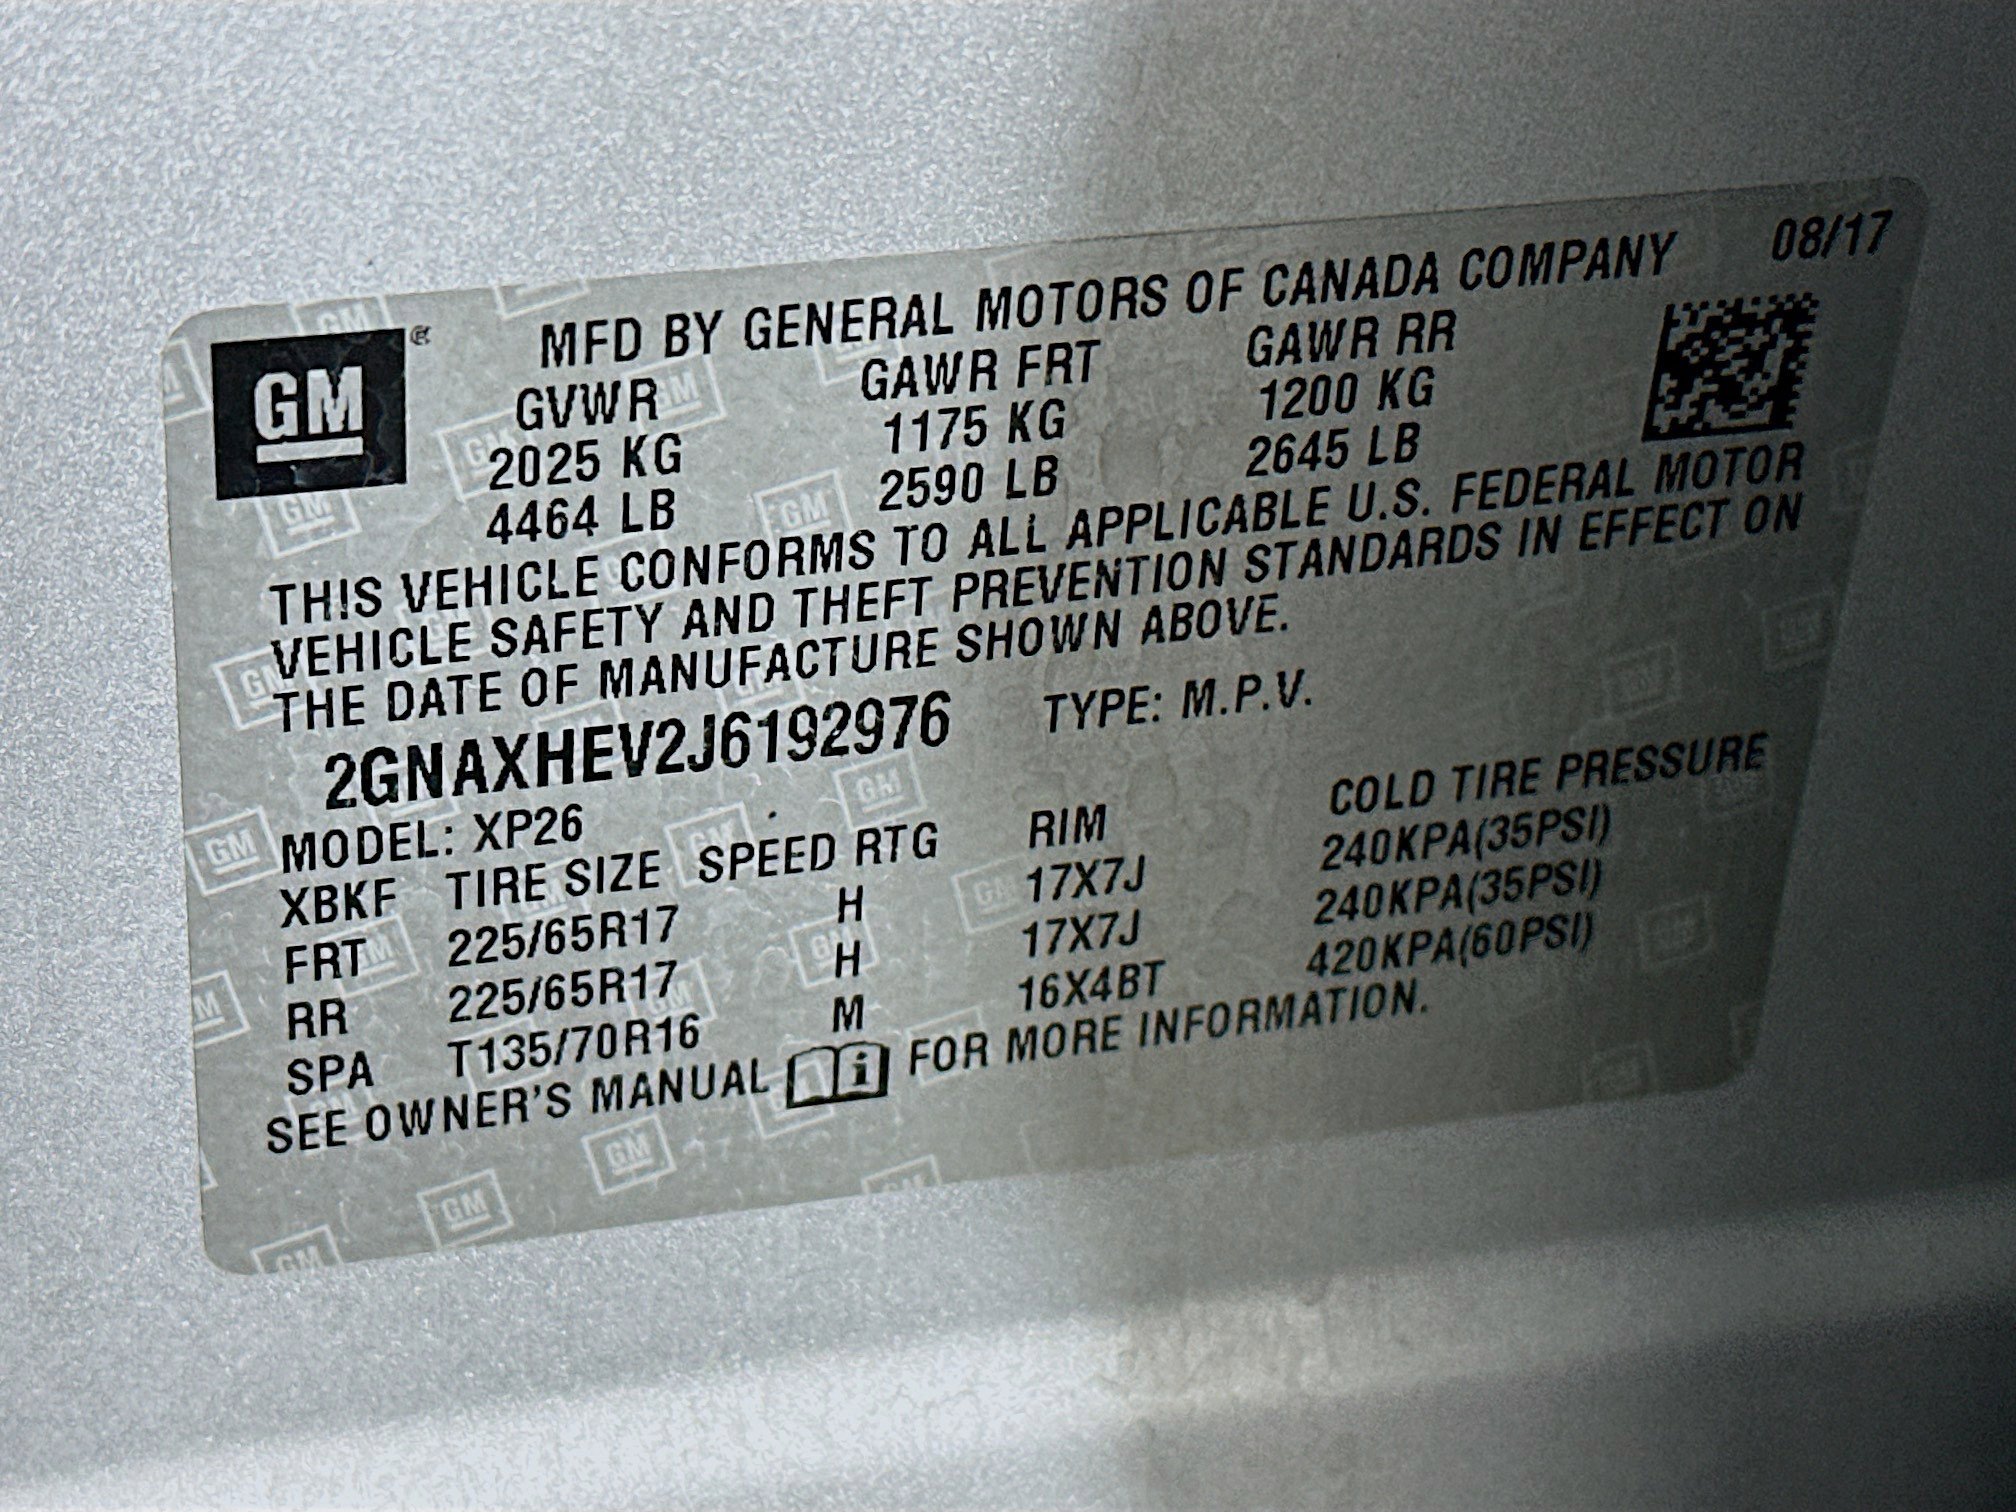 MFD BY GENERAL MOTORS OF CANADA COMPANY 08/17
GM
GVWR GAWR FRT GAWR RR
2025 KG 1175 KG 1200 KG
4464 LB 2590 LB 2645 LB
THIS VEHICLE CONFORMS TO ALL APPLICABLE U.S. FEDERAL MOTOR
VEHICLE SAFETY AND THEFT PREVENTION STANDARDS IN EFFECT ON
THE DATE OF MANUFACTURE SHOWN ABOVE.
2GNAXHEV2J6192976 TYPE: M.P.V.
MODEL: XP26
XBKF TIRE SIZE SPEED RTG RIM COLD TIRE PRESSURE
FRT 225/65R17 H 17X7J 240KPA(35PSI)
RR 225/65R17 H 17X7J 240KPA(35PSI)
SPA T135/70R16 M 16X4BT 420KPA(60PSI)
SEE OWNER'S MANUAL i FOR MORE INFORMATION.